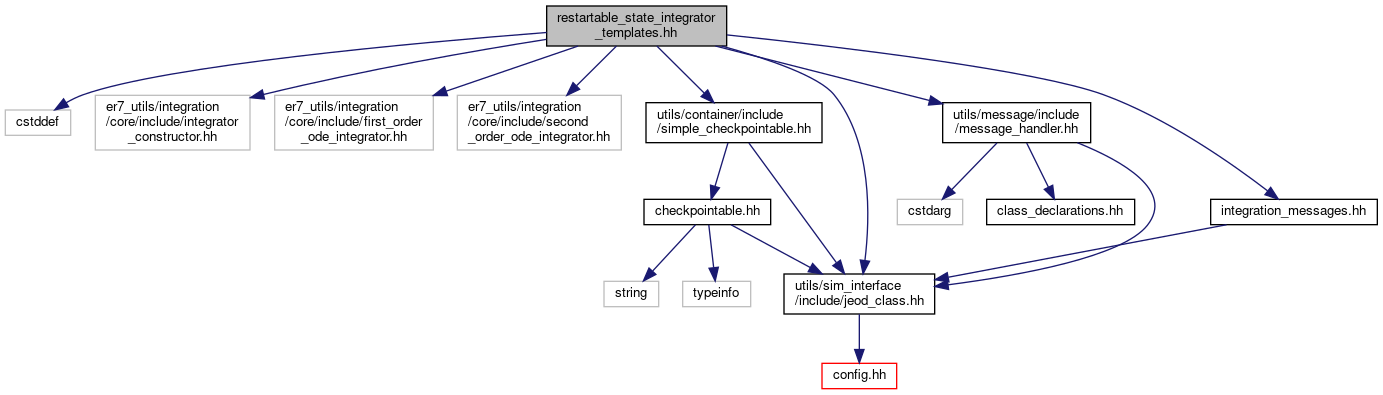 restartable_state_integrator
_templates.hh
cstddef
er7_utils/integration
/core/include/integrator
_constructor.hh
er7_utils/integration
/core/include/first_order
_ode_integrator.hh
er7_utils/integration
/core/include/second
_order_ode_integrator.hh
utils/container/include
/simple_checkpointable.hh
utils/message/include
/message_handler.hh
checkpointable.hh
cstdarg
class_declarations.hh
integration_messages.hh
string
typeinfo
utils/sim_interface
/include/jeod_class.hh
config.hh